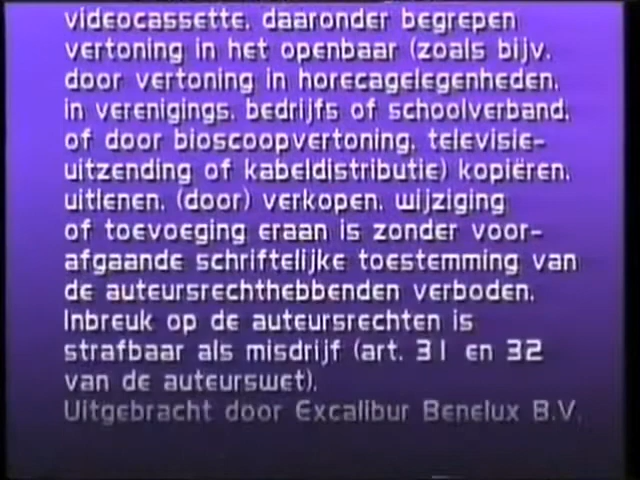 videocassette, daaronder begrepen
vertoning in het openbaar (zoals bijv.
door vertoning in horecagelegenheden,
in verenigings, bedrijfs of schoolverband,
of door bioscoopvertoning, televisie-
uitzending of kabeldistributie) kopiëren,
uitlenen, (door) verkopen, wijziging
of toevoeging eraan is zonder voor-
afgaande schriftelijke toestemming van
de auteursrechthebbenden verboden.
Inbreuk op de auteursrechten is
strafbaar als misdrijf (art. 31 en 32
van de auteurswet).
Uitgebracht door Excalibur Benelux B.V.